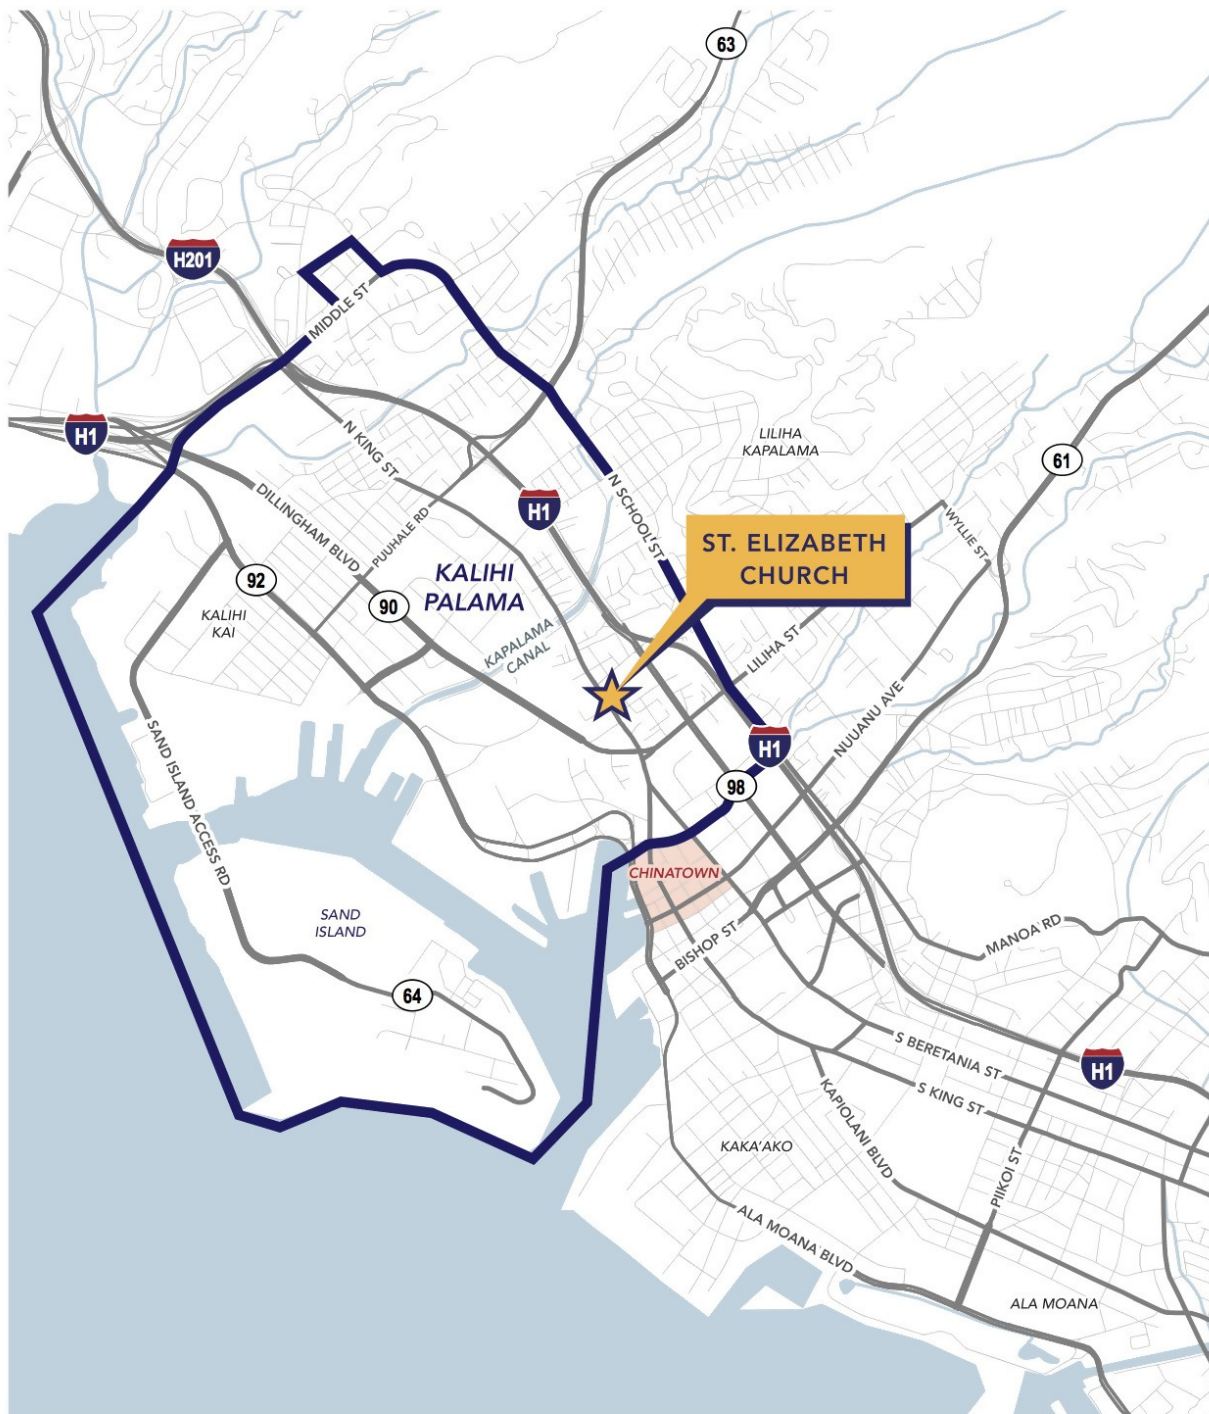 63
H201
MIDDLE ST
H1
N KING ST
LILIHA
KAPALAMA
61
DILLINGHAM BLVD
PUUHALE RD
H1
N SCHOOL ST
WYLLIE ST
ST. ELIZABETH
CHURCH
92
KALIHI
PALAMA
90
KALIHI
KAI
KAPALAMA
CANAL
LILIHA ST
NUUANU AVE
H1
SAND ISLAND ACCESS RD
98
CHINATOWN
SAND
ISLAND
BISHOP ST
MANOA RD
64
S BERETANIA ST
H1
S KING ST
KAPIOLANI BLVD
KAKA'AKO
PIIKOI ST
ALA MOANA BLVD
ALA MOANA